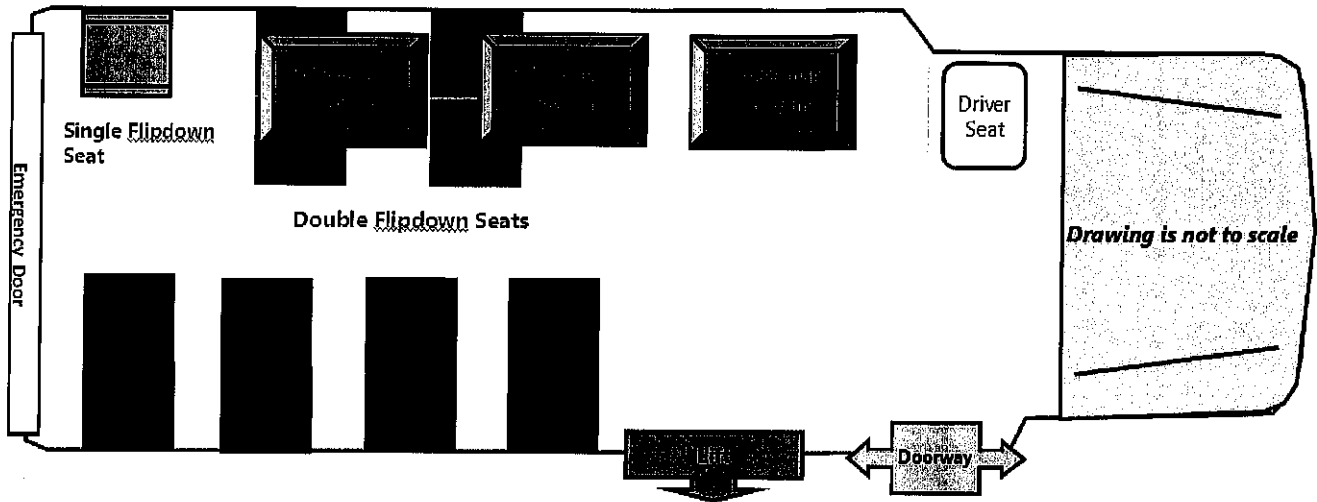 Single Flipdown
Seat
Driver
Seat
Emergency Door
Double Flipdown Seats
Drawing is not to scale
Lift
Doorway